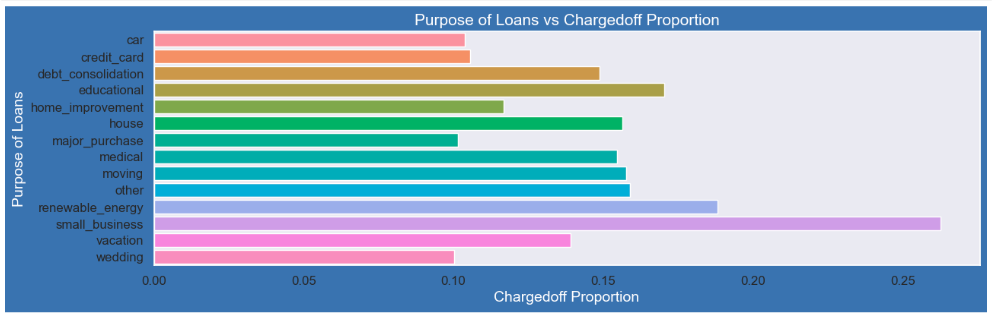 Purpose of Loans vs Chargedoff Proportion
Purpose of Loans
car
credit_card
debt_consolidation
educational
home_improvement
house
major_purchase
medical
moving
other
renewable_energy
small_business
vacation
wedding
0.00 0.05 0.10 0.15 0.20 0.25
Chargedoff Proportion